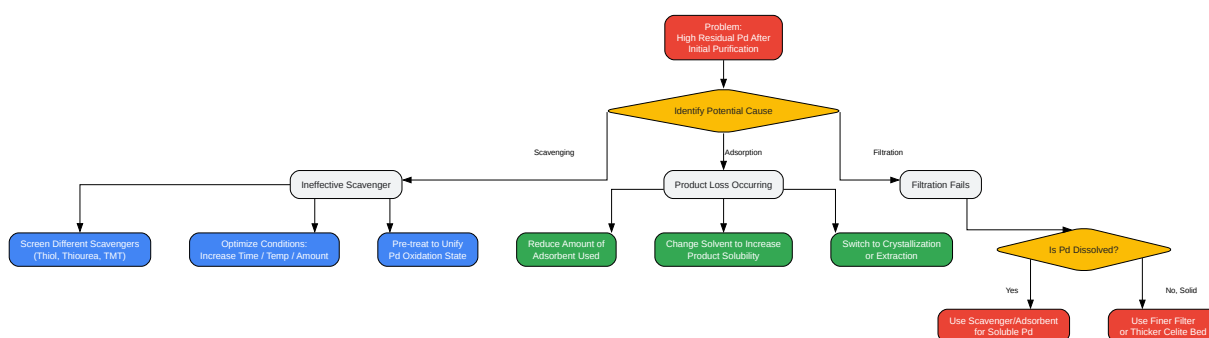 Problem:
High Residual Pd After
Initial Purification
Identify Potential Cause
Scavenging
Adsorption
Filtration
Ineffective Scavenger
Product Loss Occurring
Filtration Fails
Screen Different Scavengers
(Thiol, Thiourea, TMT)
Optimize Conditions:
Increase Time / Temp / Amount
Pre-treat to Unify
Pd Oxidation State
Reduce Amount of
Adsorbent Used
Change Solvent to Increase
Product Solubility
Switch to Crystallization
or Extraction
Is Pd Dissolved?
Yes
No, Solid
Use Scavenger/Adsorbent
for Soluble Pd
Use Finer Filter
or Thicker Celite Bed